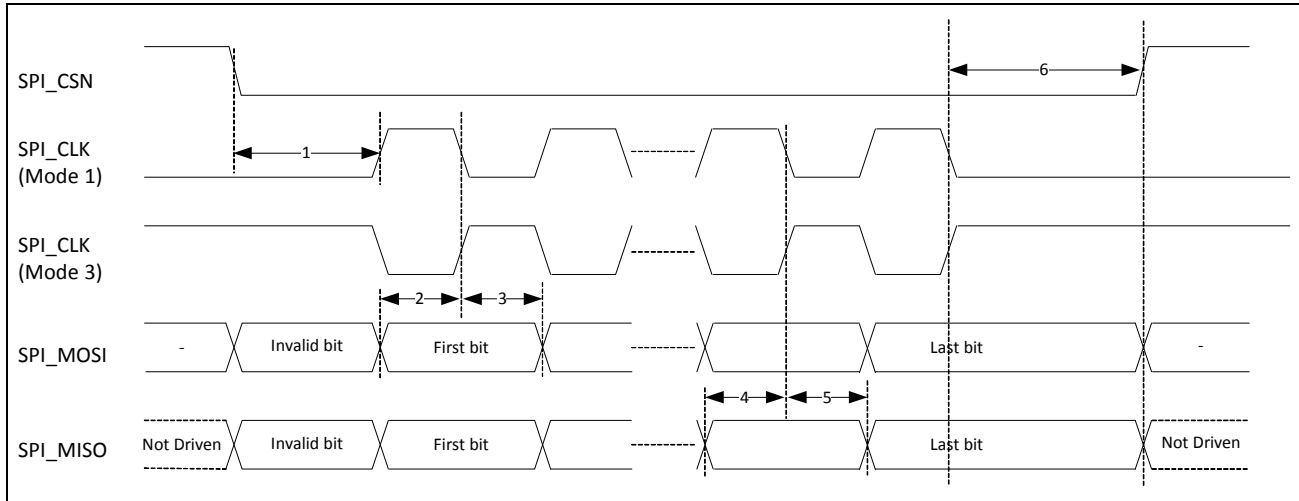 SPI_CSN
6
SPI_CLK
(Mode 1)
1
SPI_CLK
(Mode 3)
2
3
SPI_MOSI
-
Invalid bit
First bit
Last bit
-
4
5
SPI_MISO
Not Driven
Invalid bit
First bit
Last bit
Not Driven